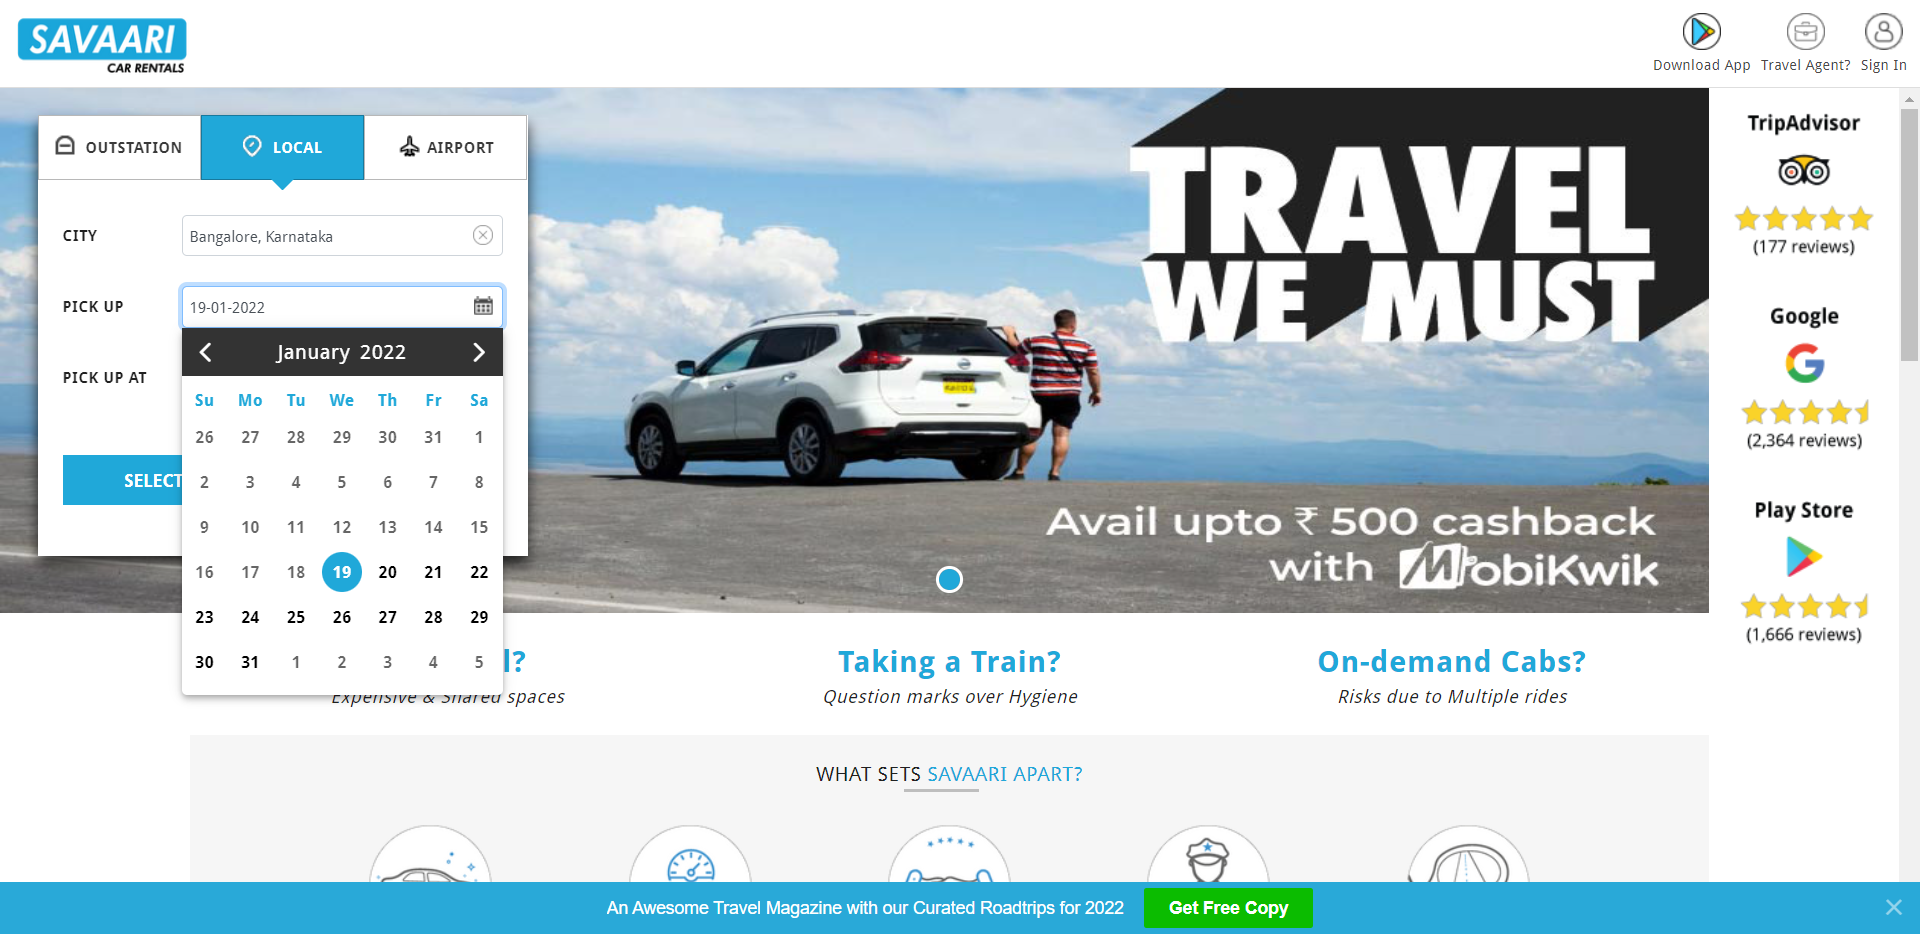 SAVAARI
CAR RENTALS
Download App
Travel Agent?
Sign In
OUTSTATION
LOCAL
AIRPORT
CITY
Bangalore, Karnataka
PICK UP
19-01-2022
PICK UP AT
SELECT
January 2022
Su Mo Tu We Th Fr Sa
26 27 28 29 30 31 1
2 3 4 5 6 7 8
9 10 11 12 13 14 15
16 17 18 19 20 21 22
23 24 25 26 27 28 29
30 31 1 2 3 4 5
TRAVEL
WE MUST
Avail upto ₹ 500 cashback
with MobiKwik
TripAdvisor
(177 reviews)
Google
(2,364 reviews)
Play Store
(1,666 reviews)
l?
Expensive & Shared spaces
Taking a Train?
Question marks over Hygiene
On-demand Cabs?
Risks due to Multiple rides
WHAT SETS SAVAARI APART?
An Awesome Travel Magazine with our Curated Roadtrips for 2022
Get Free Copy